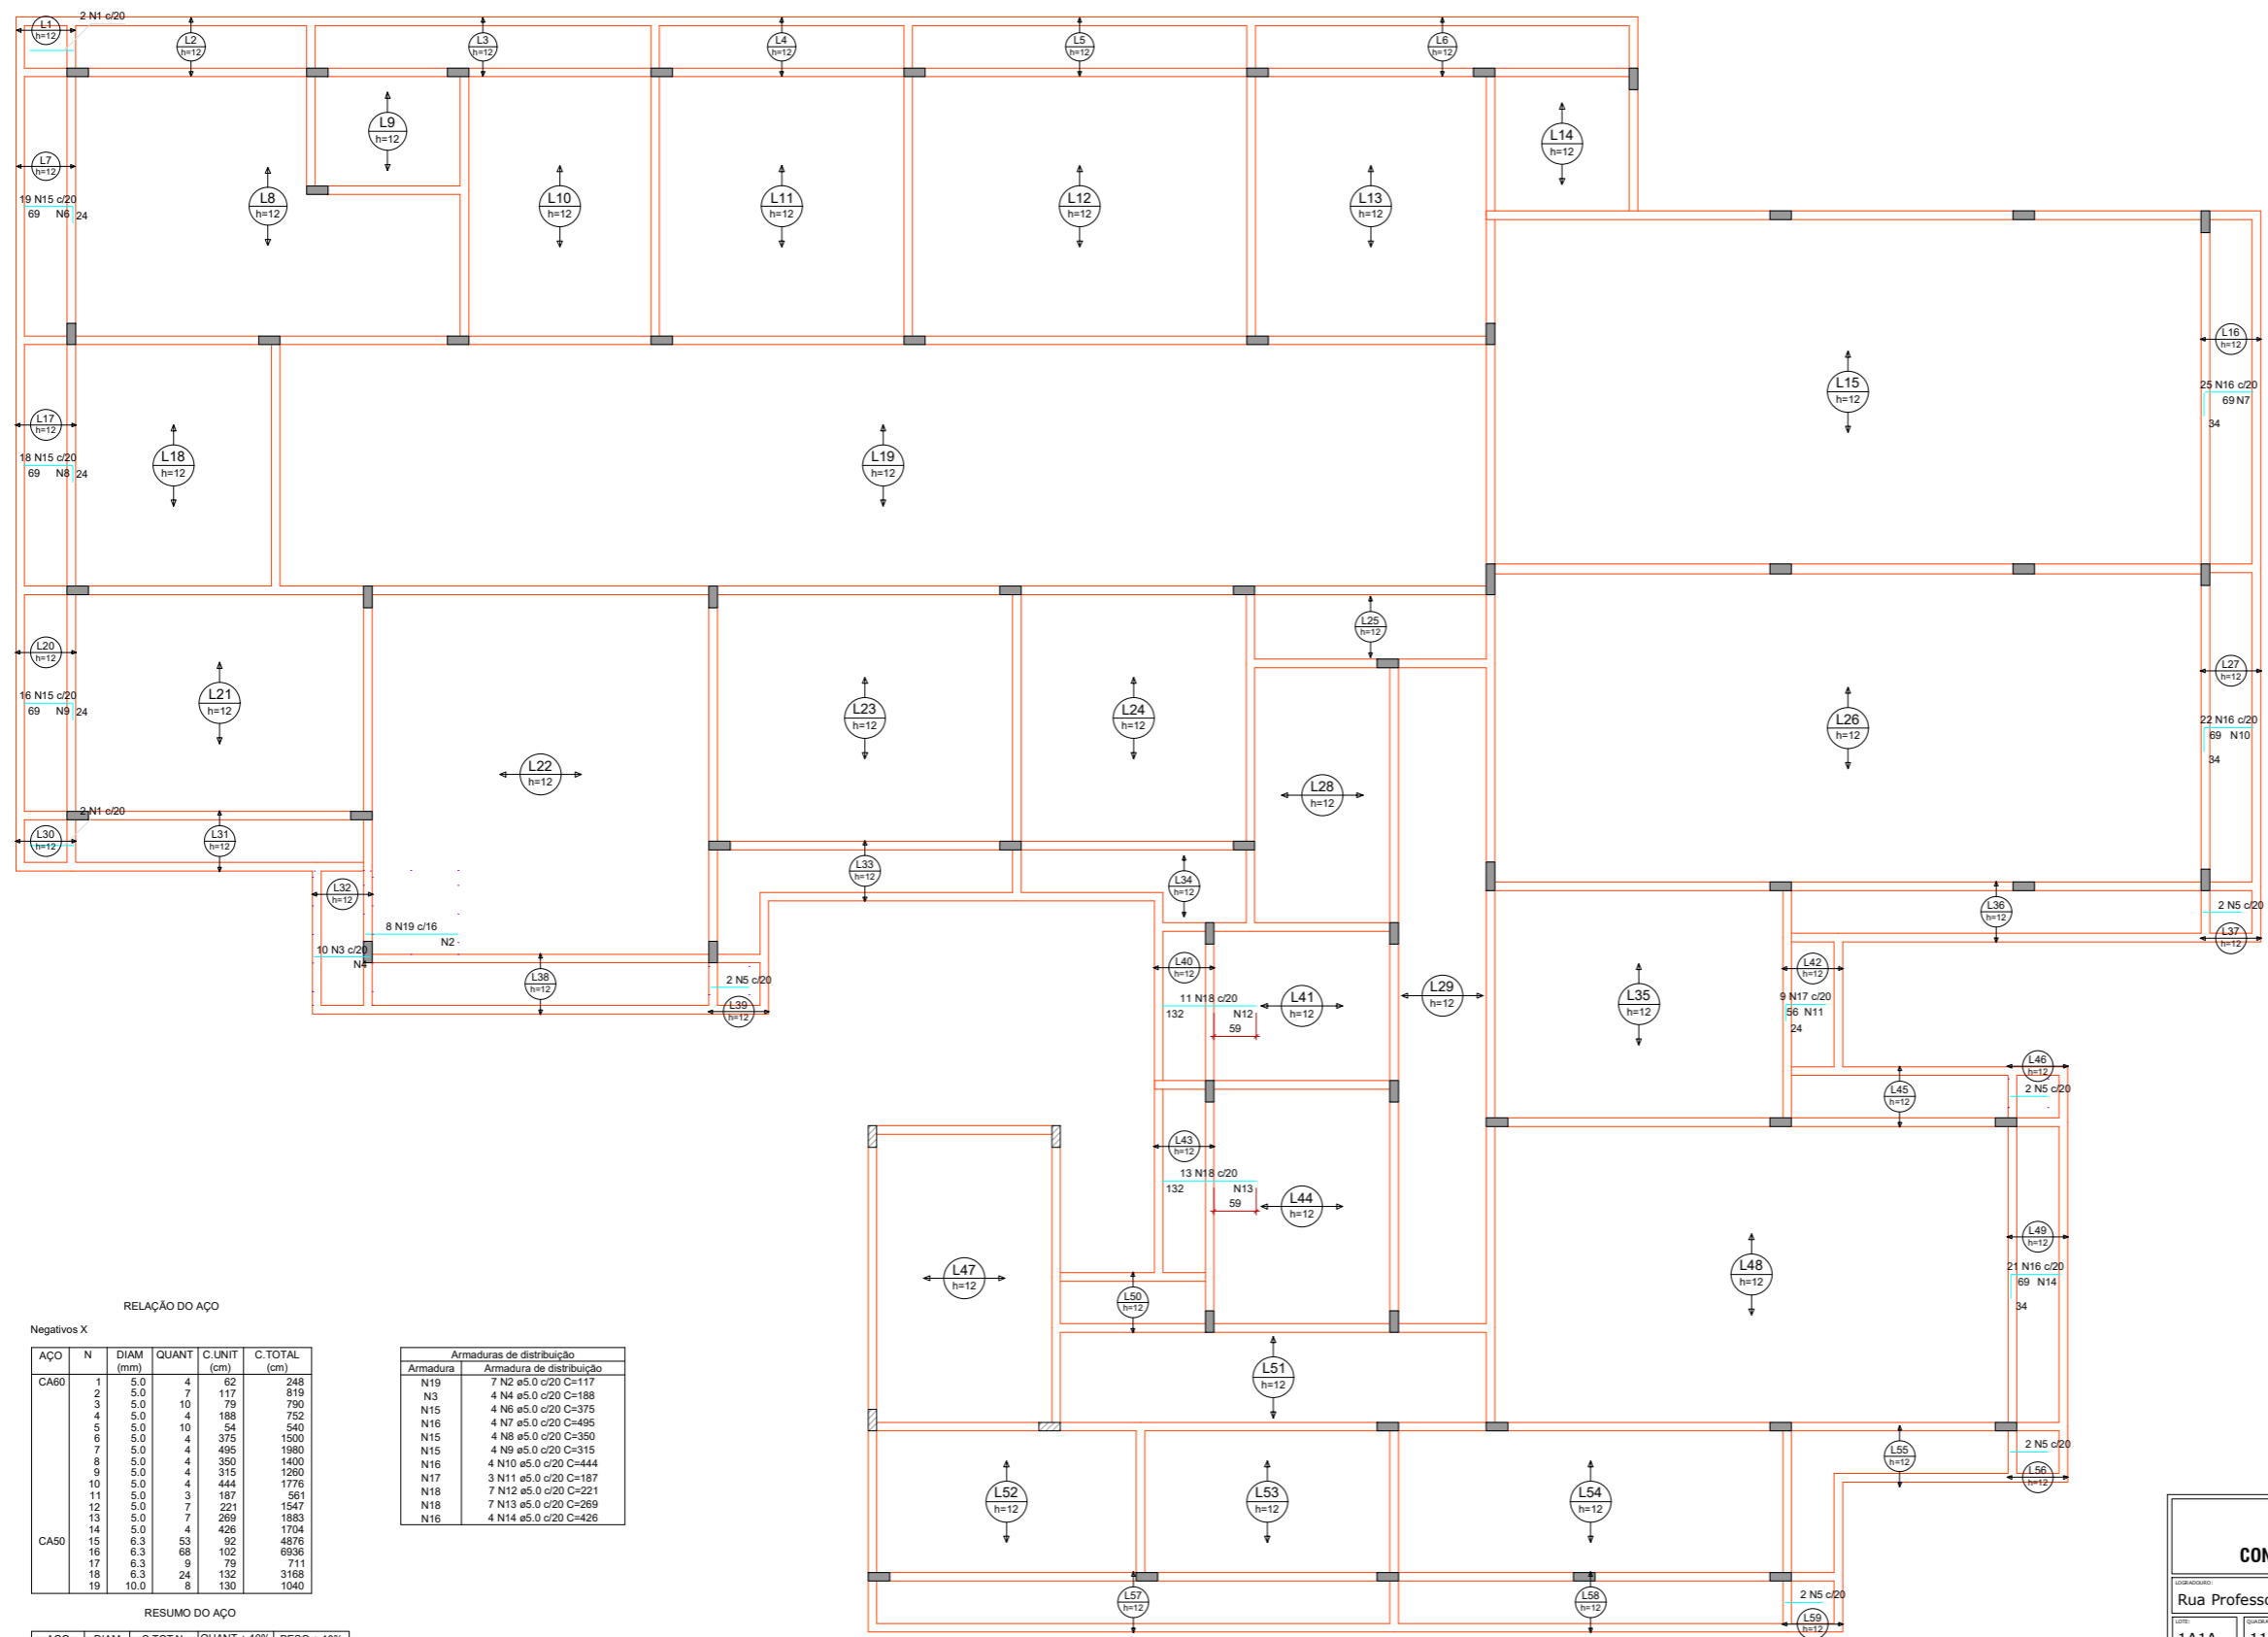 L1 h=12
2 N1 c/20
L2 h=12
L3 h=12
L4 h=12
L5 h=12
L6 h=12
L7 h=12
19 N15 c/20
69 N6 24
L8 h=12
L9 h=12
L10 h=12
L11 h=12
L12 h=12
L13 h=12
L14 h=12
L15 h=12
L16 h=12
25 N16 c/20
69 N7
34
L17 h=12
18 N15 c/20
69 N8 24
L18 h=12
L19 h=12
L20 h=12
16 N15 c/20
69 N9 24
L21 h=12
L22 h=12
L23 h=12
L24 h=12
L25 h=12
L26 h=12
L27 h=12
22 N16 c/20
69 N10
34
L28 h=12
L29 h=12
2 N1 c/20
L30 h=12
L31 h=12
L32 h=12
8 N19 c/16
N2
10 N3 c/20
N4
L33 h=12
L34 h=12
L35 h=12
L36 h=12
2 N5 c/20
L37 h=12
L38 h=12
2 N5 c/20
L39 h=12
L40 h=12
11 N18 c/20
132 N12
59
L41 h=12
L42 h=12
9 N17 c/20
56 N11
24
L43 h=12
13 N18 c/20
132 N13
59
L44 h=12
L45 h=12
L46 h=12
2 N5 c/20
L47 h=12
L48 h=12
L49 h=12
21 N16 c/20
69 N14
34
L50 h=12
L51 h=12
L52 h=12
L53 h=12
L54 h=12
L55 h=12
2 N5 c/20
L56 h=12
L57 h=12
L58 h=12
2 N5 c/20
L59 h=12
RELAÇÃO DO AÇO
Negativos X
AÇO N DIAM QUANT C.UNIT C.TOTAL
(mm) (cm) (cm)
CA60 1 5.0 4 62 248
2 5.0 7 117 819
3 5.0 10 79 790
4 5.0 4 188 752
5 5.0 10 54 540
6 5.0 4 375 1500
7 5.0 4 495 1980
8 5.0 4 350 1400
9 5.0 4 315 1260
10 5.0 4 444 1776
11 5.0 3 187 561
12 5.0 7 221 1547
13 5.0 7 269 1883
14 5.0 4 426 1704
CA50 15 6.3 53 92 4876
16 6.3 68 102 6936
17 6.3 9 79 711
18 6.3 24 132 3168
19 10.0 8 130 1040
RESUMO DO AÇO
Armaduras de distribuição
Armadura Armadura de distribuição
N19 7 N2 ø5.0 c/20 C=117
N3 4 N4 ø5.0 c/20 C=188
N15 4 N6 ø5.0 c/20 C=375
N16 4 N7 ø5.0 c/20 C=495
N15 4 N8 ø5.0 c/20 C=350
N15 4 N9 ø5.0 c/20 C=315
N16 4 N10 ø5.0 c/20 C=444
N17 3 N11 ø5.0 c/20 C=187
N18 7 N12 ø5.0 c/20 C=221
N18 7 N13 ø5.0 c/20 C=269
N16 4 N14 ø5.0 c/20 C=426
CON
LOGRADOURO:
Rua Professo
LOTE: